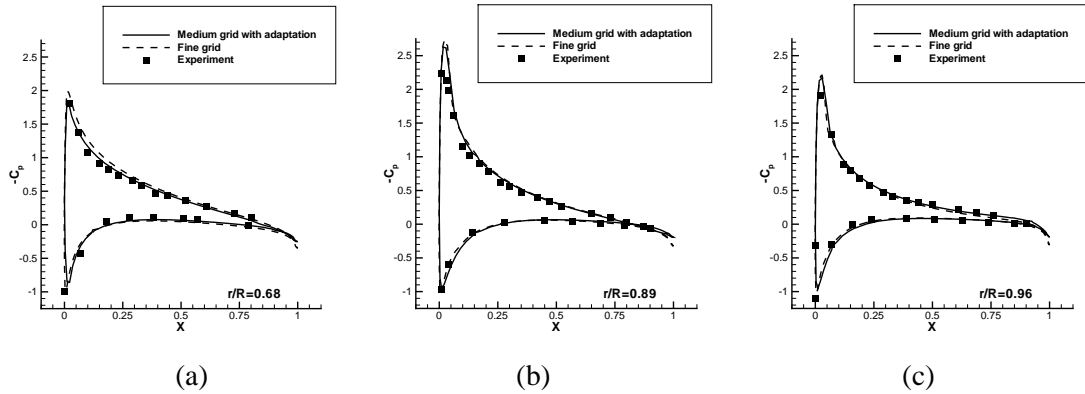 Medium grid with adaptation
Fine grid
Experiment
-Cp
2.5
2
1.5
1
0.5
0
-0.5
-1
r/R=0.68
0 0.25 0.5 0.75 1
X
(a)
Medium grid with adaptation
Fine grid
Experiment
-Cp
2.5
2
1.5
1
0.5
0
-0.5
-1
r/R=0.89
0 0.25 0.5 0.75 1
X
(b)
Medium grid with adaptation
Fine grid
Experiment
-Cp
2.5
2
1.5
1
0.5
0
-0.5
-1
r/R=0.96
0 0.25 0.5 0.75 1
X
(c)